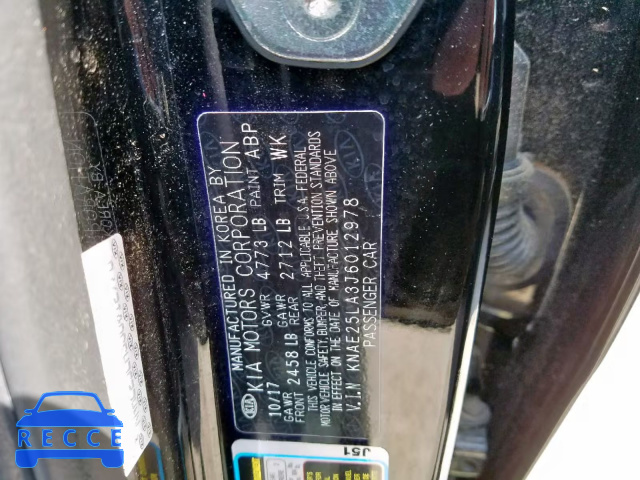 MANUFACTURED IN KOREA BY
KIA KIA MOTORS CORPORATION
10/17 GVWR 4773 LB PAINT ABP
GAWR GAWR TRIM WK
FRONT 2458 LB REAR 2712 LB
THIS VEHICLE CONFORMS TO ALL APPLICABLE U.S.A FEDERAL
MOTOR VEHICLE SAFETY, BUMPER, AND THEFT PREVENTION STANDARDS
IN EFFECT ON THE DATE OF MANUFACTURE SHOWN ABOVE
V.I.N KNAE25LA3J6012978
PASSENGER CAR
J51
RECCE